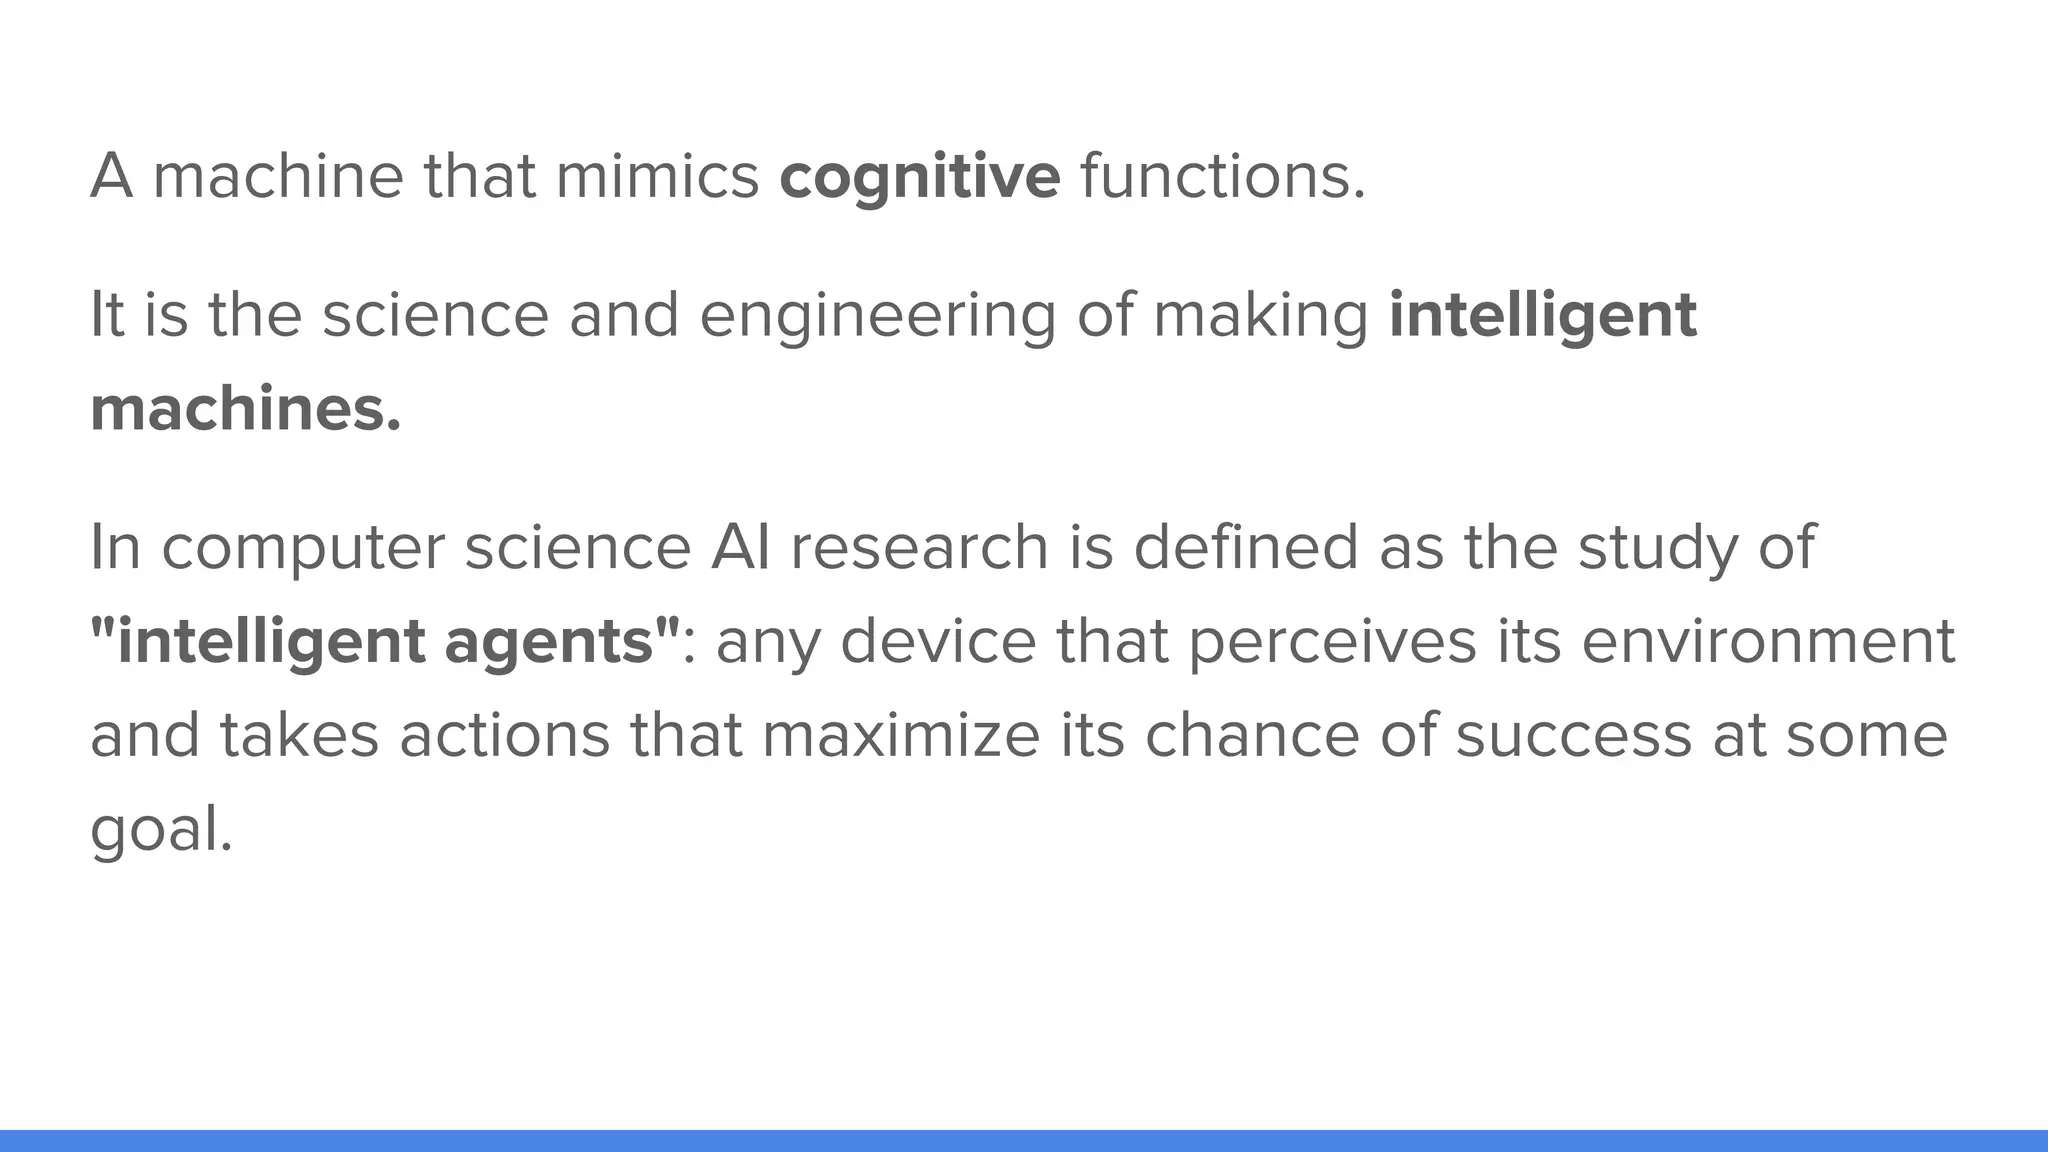 A machine that mimics cognitive functions.
It is the science and engineering of making intelligent
machines.
In computer science AI research is defined as the study of
"intelligent agents": any device that perceives its environment
and takes actions that maximize its chance of success at some
goal.